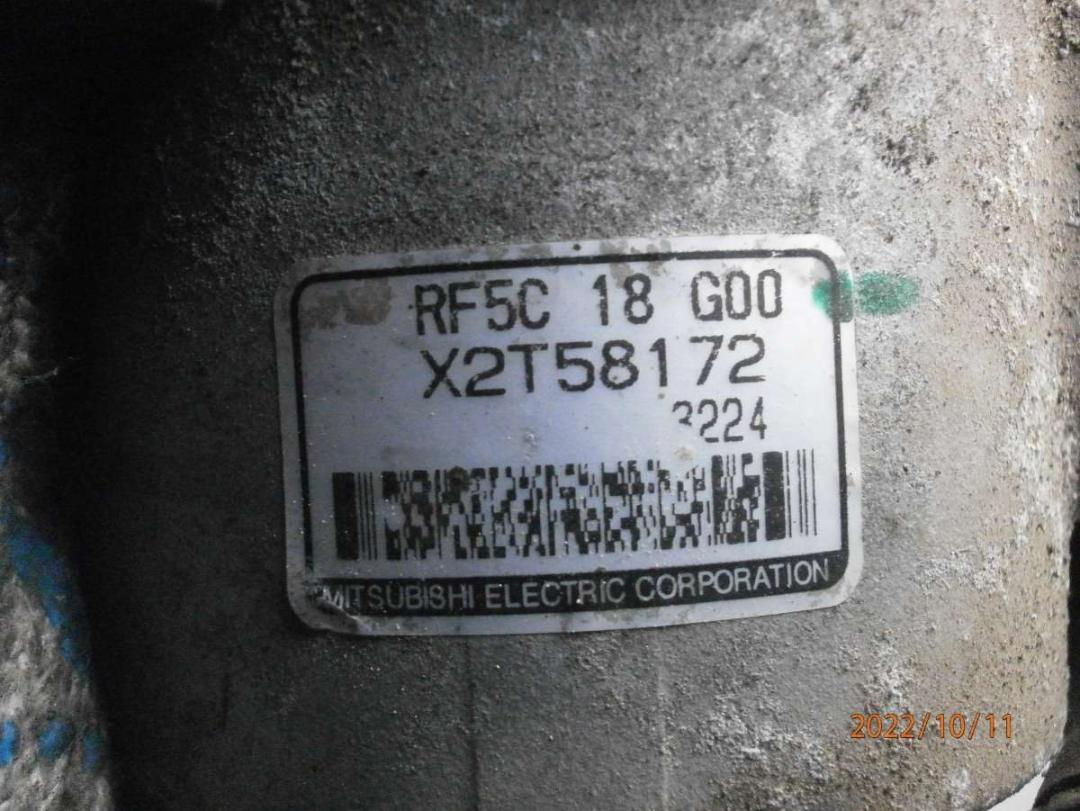 RF5C 18 G00
X2T58172
3224
MITSUBISHI ELECTRIC CORPORATION
2022/10/11